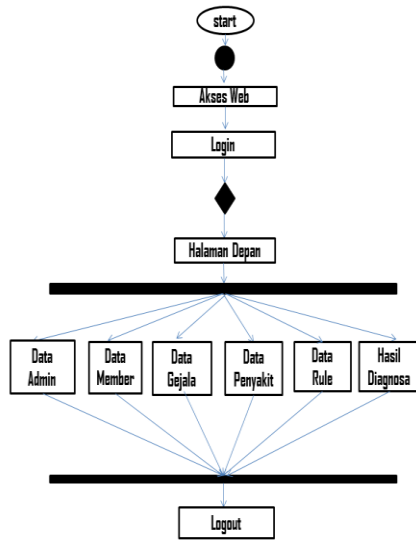 start
Akses Web
Login
Halaman Depan
Data
Admin
Data
Member
Data
Gejala
Data
Penyakit
Data
Rule
Hasil
Diagnosa
Logout